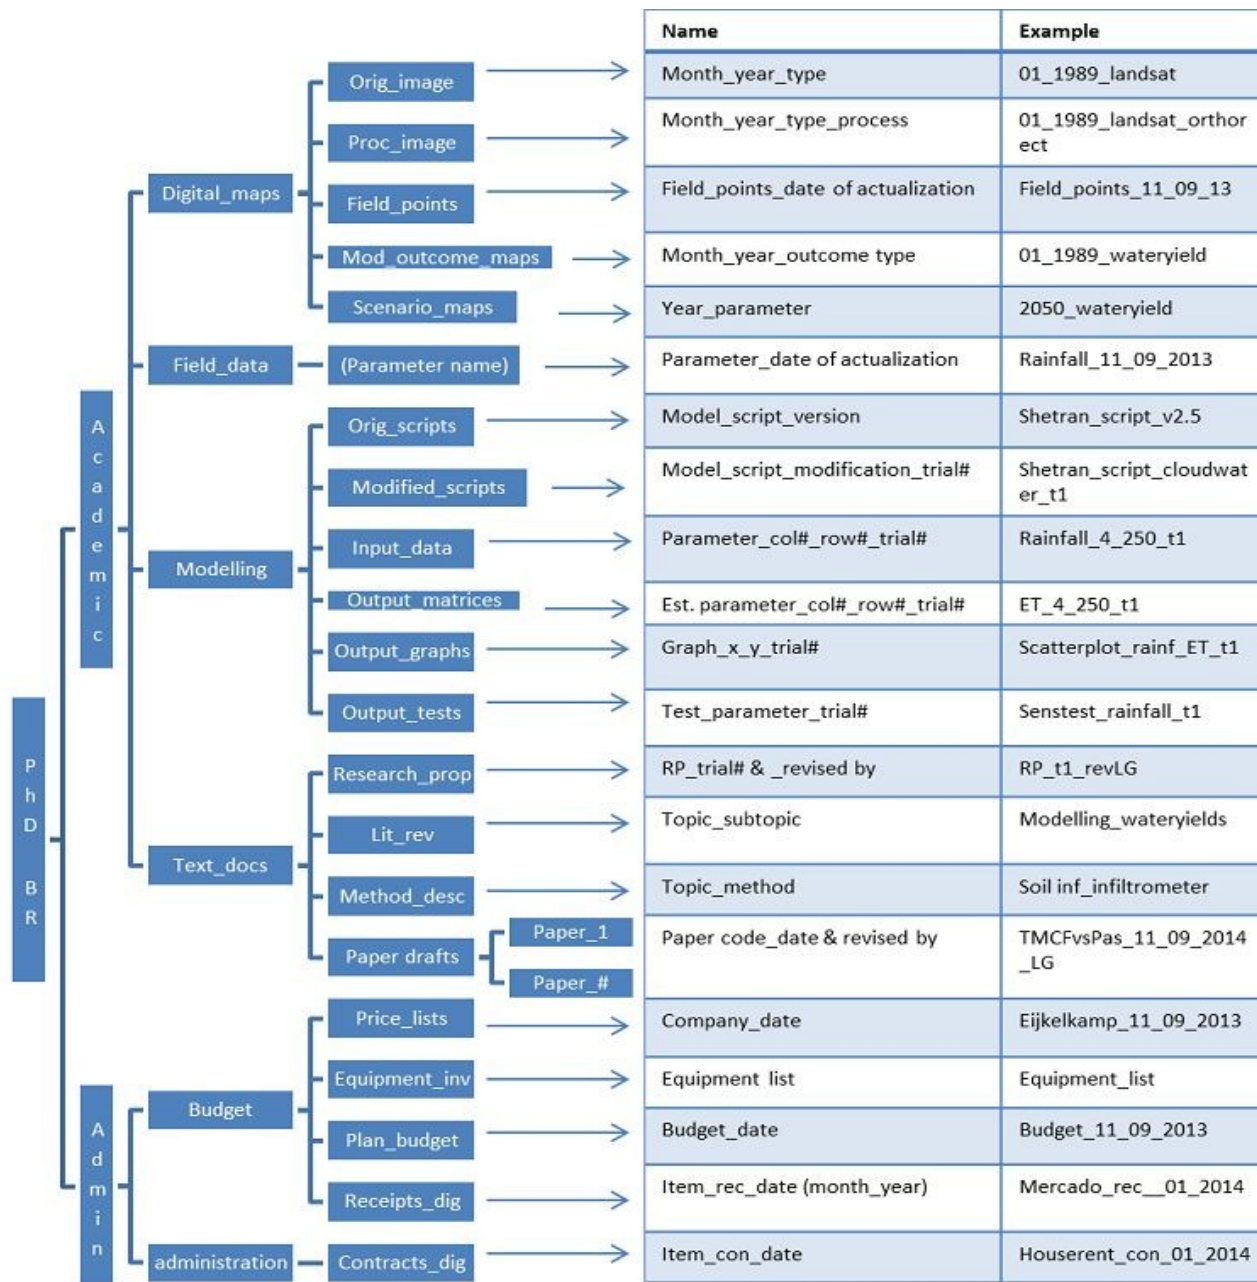 Name Example
Orig_image Month_year_type 01_1989_landsat
Proc_image Month_year_type_process 01_1989_landsat_orthor
ect
Digital_maps
Field_points Field_points_date of actualization Field_points_11_09_13
Mod_outcome_maps Month_year_outcome type 01_1989_wateryield
Scenario_maps Year_parameter 2050_wateryield
Field_data (Parameter name) Parameter_date of actualization Rainfall_11_09_2013
Academic
Orig_scripts Model_script_version Shetran_script_v2.5
Modified_scripts Model_script_modification_trial# Shetran_script_cloudwat
er_t1
Input_data Parameter_col#_row#_trial# Rainfall_4_250_t1
Modelling
Output_matrices Est. parameter_col#_row#_trial# ET_4_250_t1
Output_graphs Graph_x_y_trial# Scatterplot_rainf_ET_t1
Output_tests Test_parameter_trial# Senstest_rainfall_t1
PhD BR
Research_prop RP_trial# & _revised by RP_t1_revLG
Lit_rev Topic_subtopic Modelling_wateryields
Text_docs
Method_desc Topic_method Soil inf_infiltrometer
Paper drafts Paper_1 Paper code_date & revised by TMCFvsPas_11_09_2014
_LG
Paper_#
Price_lists Company_date Eijkelkamp_11_09_2013
Equipment_inv Equipment list Equipment_list
Budget
Admin
Plan_budget Budget_date Budget_11_09_2013
Receipts_dig Item_rec_date (month_year) Mercado_rec__01_2014
administration Contracts_dig Item_con_date Houserent_con_01_2014